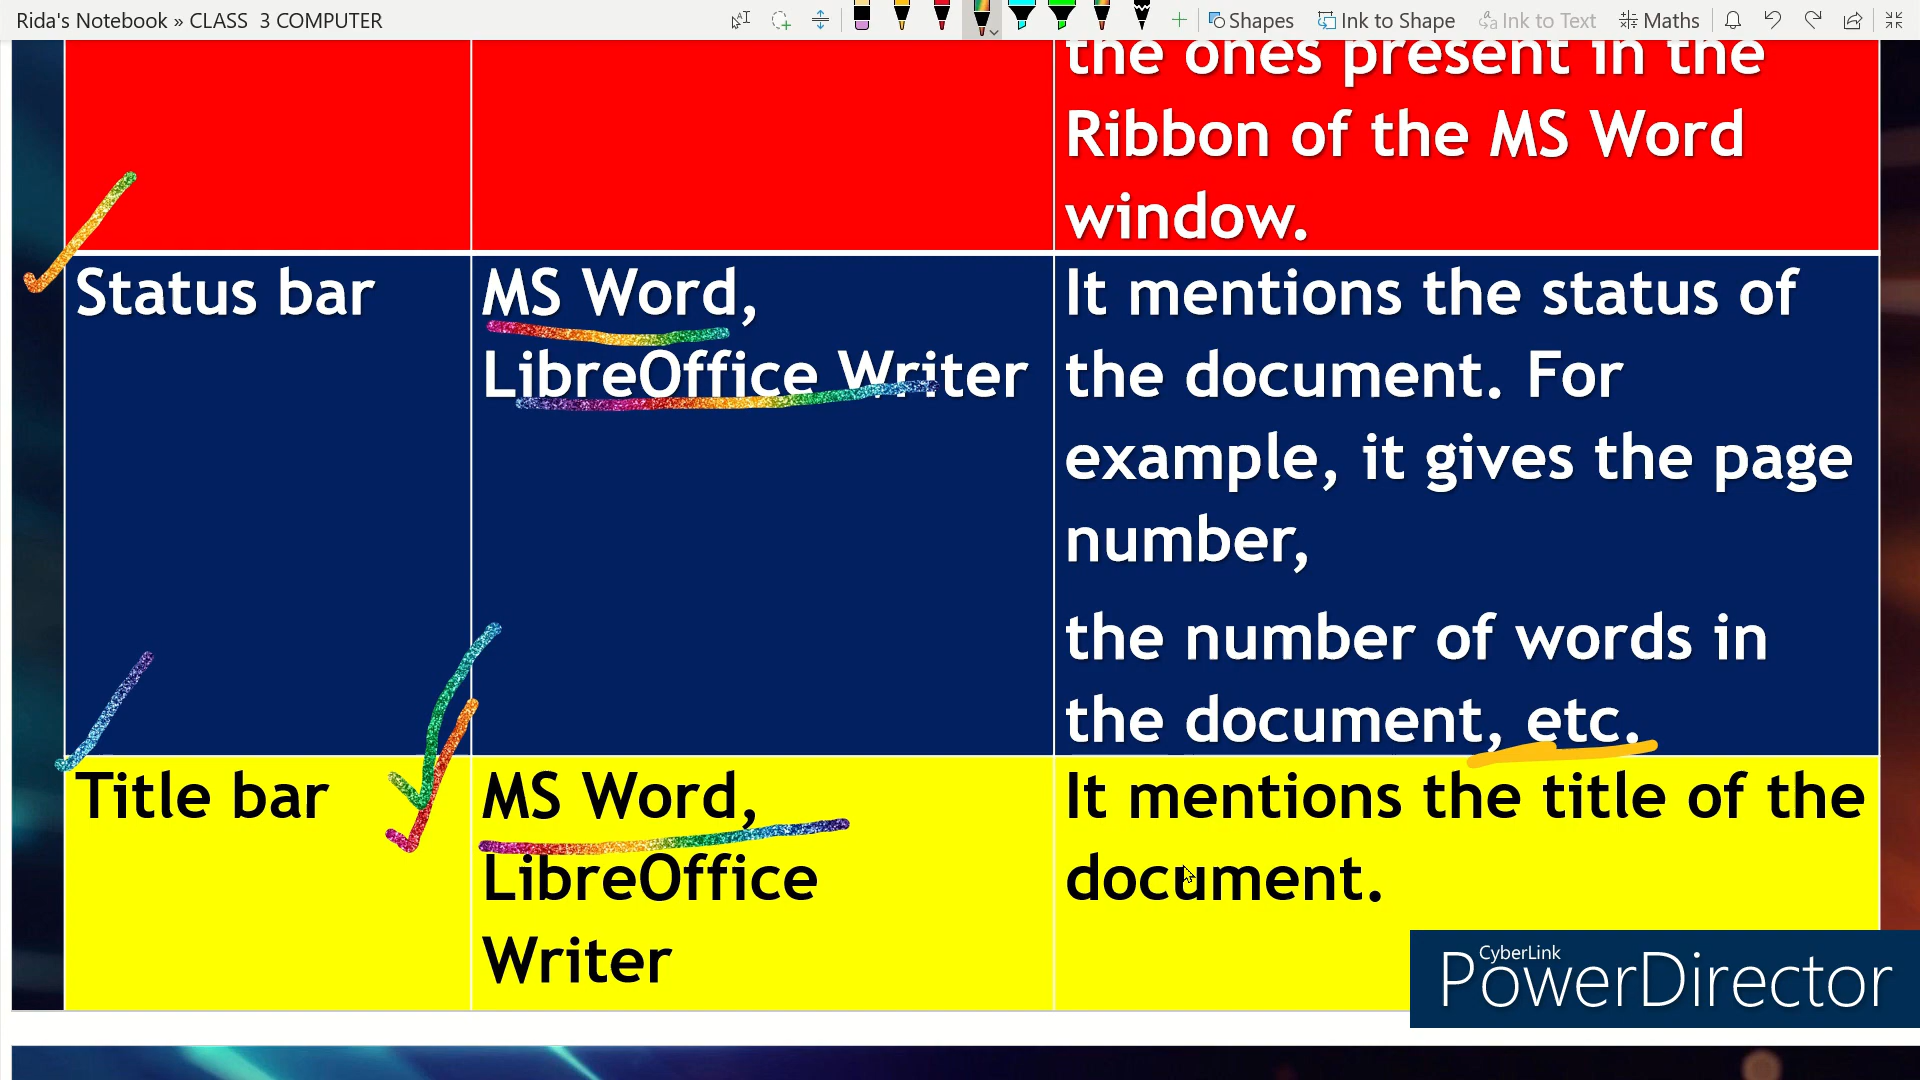 Rida's Notebook » CLASS 3 COMPUTER
Shapes
Ink to Shape
Ink to Text
Maths
the ones present in the
Ribbon of the MS Word
window.
Status bar
MS Word,
LibreOffice Writer
It mentions the status of
the document. For
example, it gives the page
number,
the number of words in
the document, etc.
Title bar
MS Word,
LibreOffice
Writer
It mentions the title of the
document.
CyberLink
PowerDirector